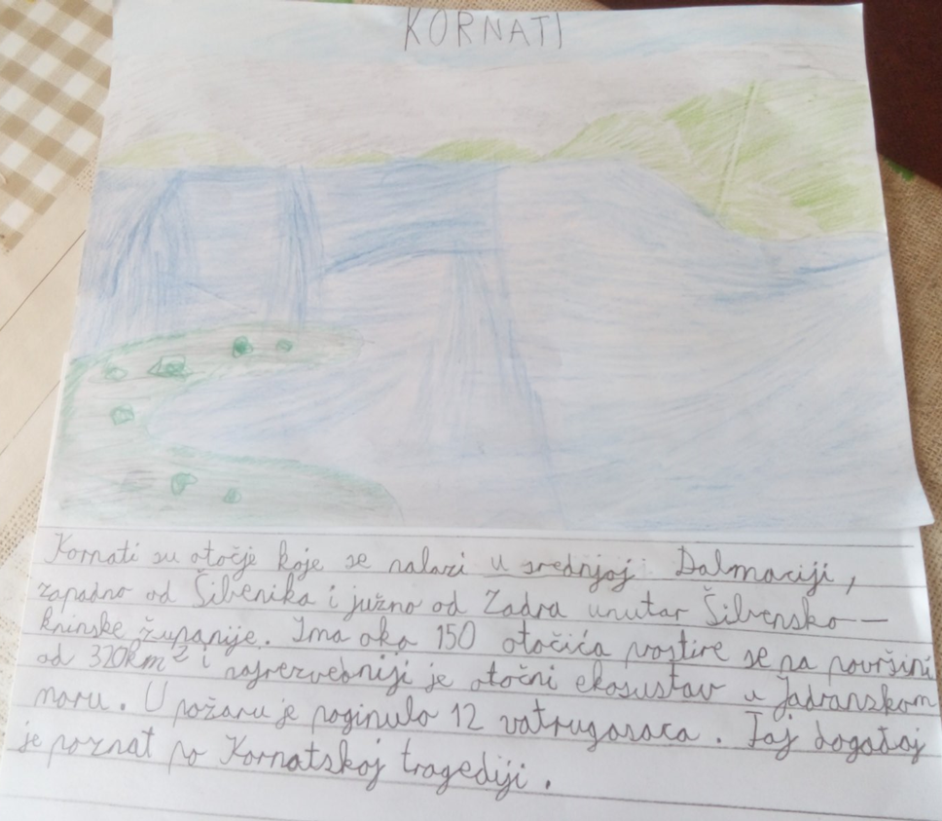 KORNATI
Kornati su otočje koje se nalazi u srednjoj Dalmaciji,
zapadno od Šibenika i južno od Zadra unutar Šibensko-
kninske županije. Ima oko 150 otočića prostire se na površini
od 320km² i najrezvedniji je otočni ekosustav u Jadranskom
moru. U požaru je poginulo 12 vatrugasaca. Taj događaj
je poznat po Kornatskoj tragediji.